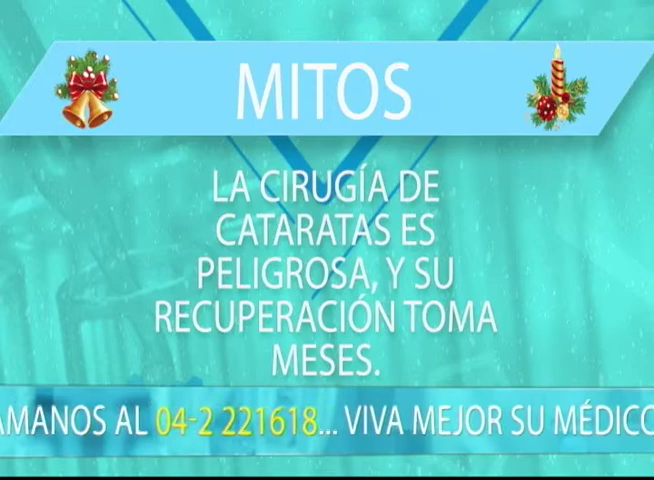 MITOS
LA CIRUGÍA DE
CATARATAS ES
PELIGROSA, Y SU
RECUPERACIÓN TOMA
MESES.
AMANOS AL 04-2 221618... VIVA MEJOR SU MÉDICO